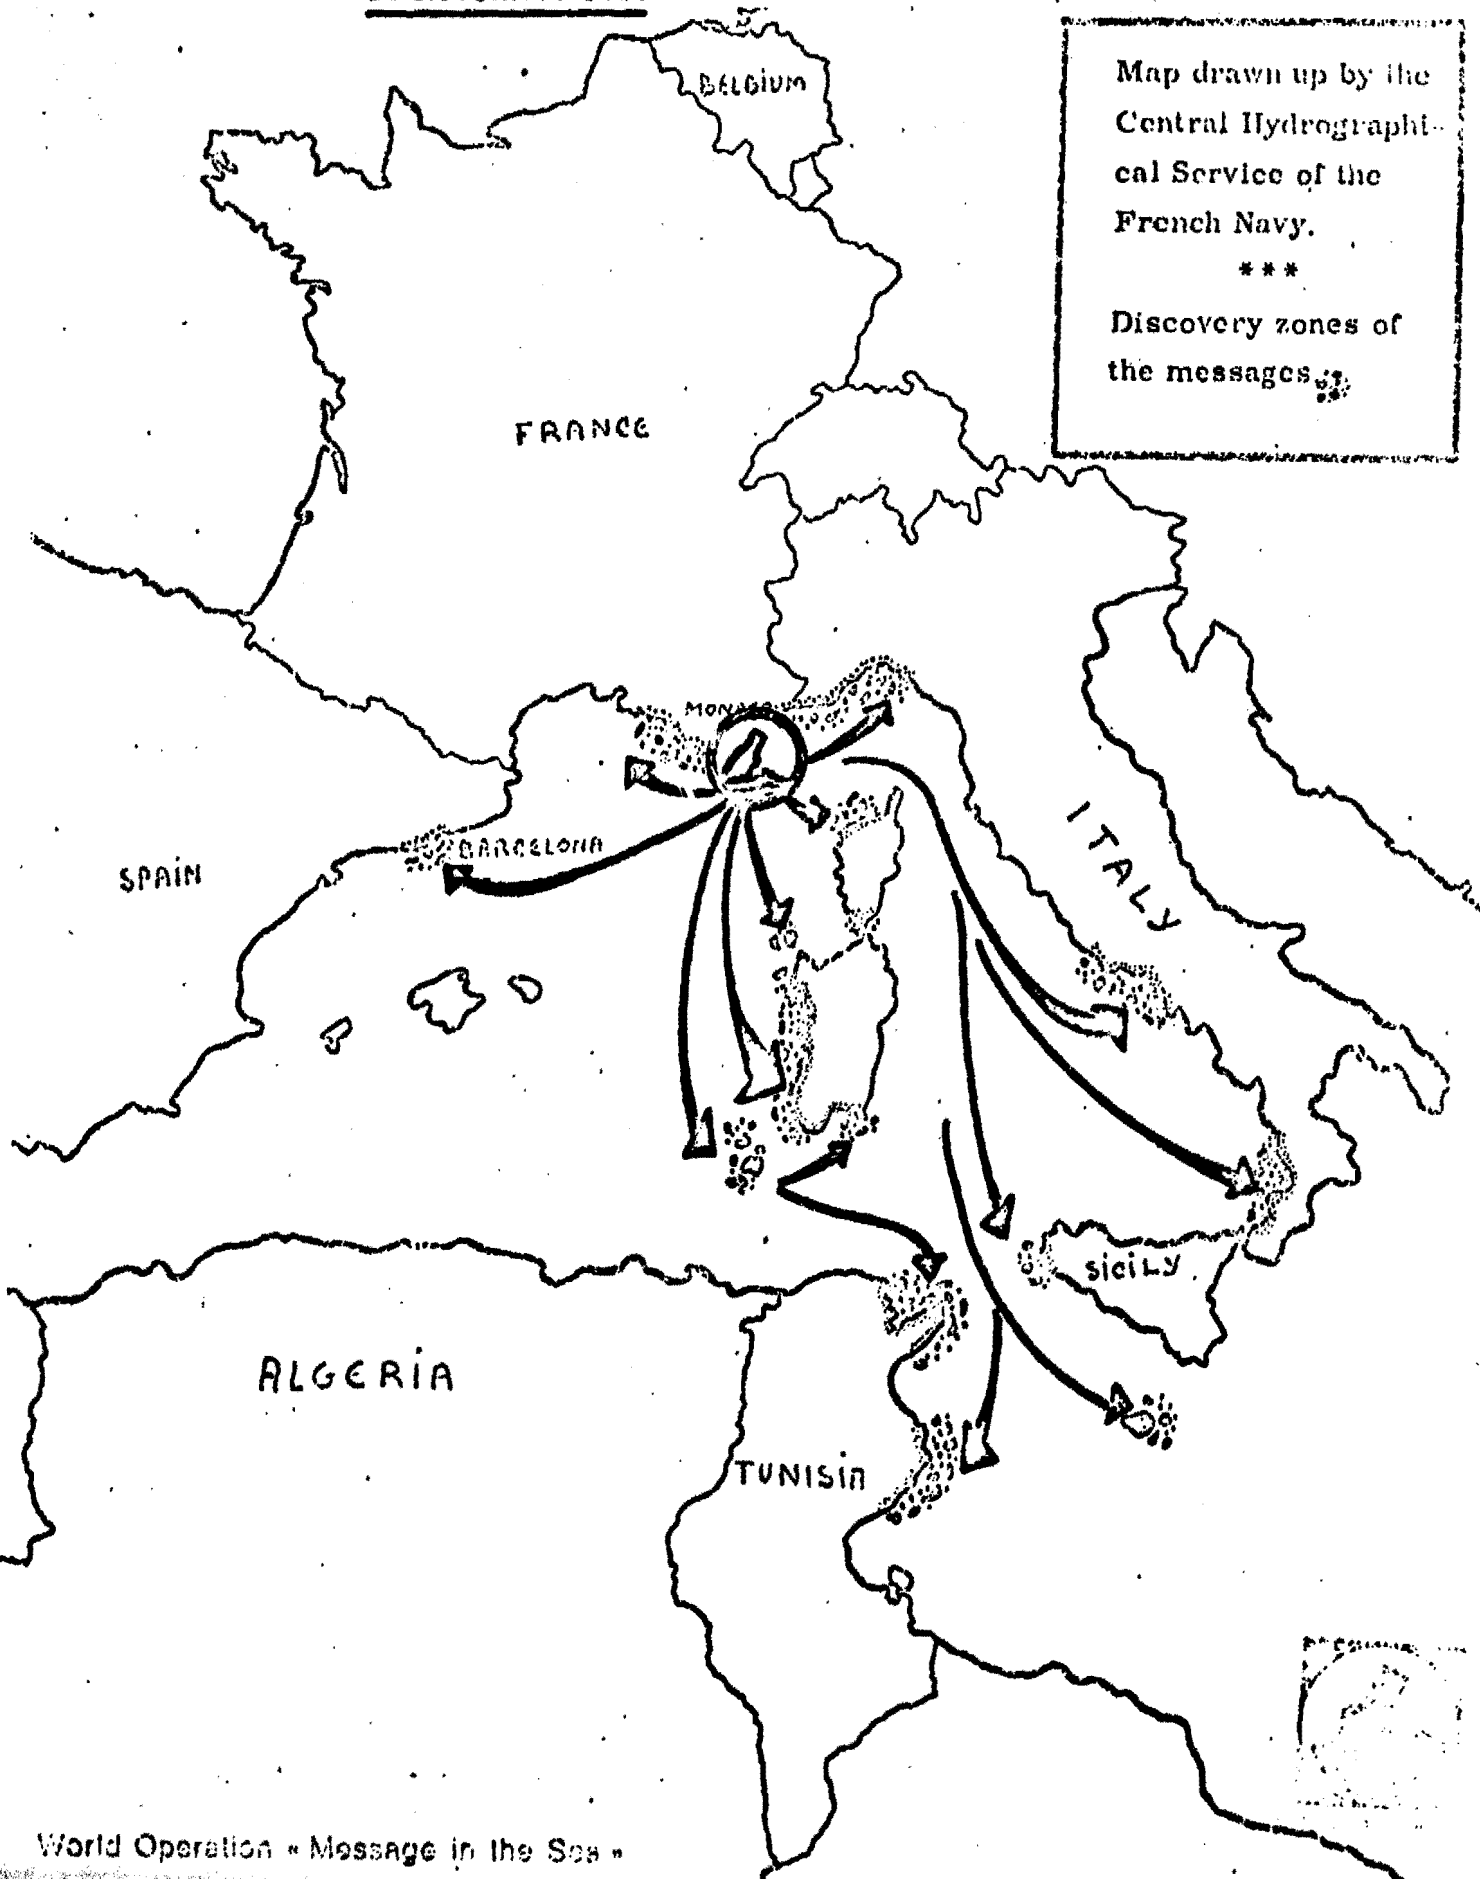 BELGIUM
Map drawn up by the
Central Hydrographi-
cal Service of the
French Navy.
***
Discovery zones of
the messages
FRANCE
MONACO
ITALY
BARCELONA
SPAIN
SICILY
ALGERIA
TUNISIA
World Operation « Message in the Sea »